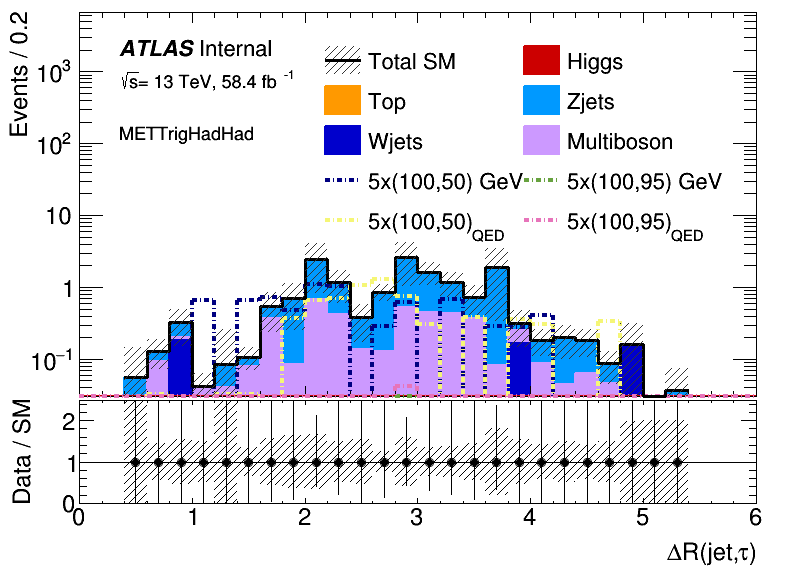 Events / 0.2
10³
10²
10
1
10⁻¹
ATLAS Internal
√s= 13 TeV, 58.4 fb ⁻¹
METTrigHadHad
Total SM
Higgs
Top
Zjets
Wjets
Multiboson
5x(100,50) GeV
5x(100,95) GeV
5x(100,50)QED
5x(100,95)QED
Data / SM
2
1
0
0 1 2 3 4 5 6
ΔR(jet,τ)